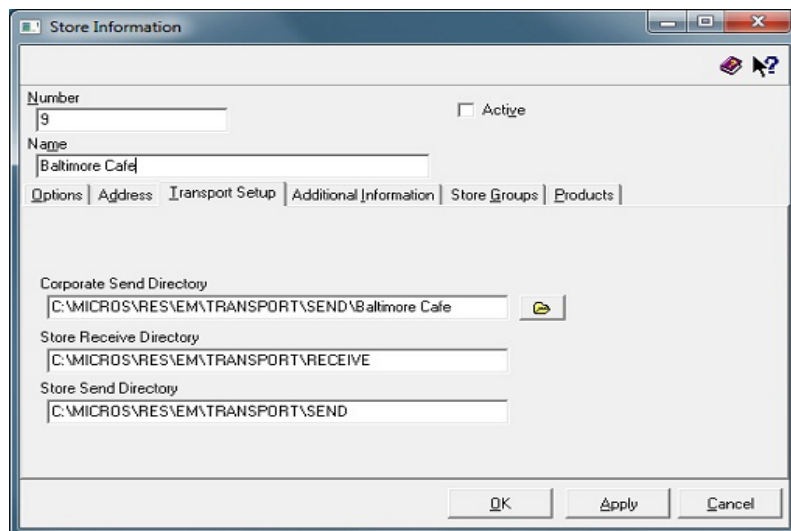 Store Information
Number
9
Active
Name
Baltimore Cafe
Options Address Transport Setup Additional Information Store Groups Products
Corporate Send Directory
C:\MICROS\RES\EM\TRANSPORT\SEND\Baltimore Cafe
Store Receive Directory
C:\MICROS\RES\EM\TRANSPORT\RECEIVE
Store Send Directory
C:\MICROS\RES\EM\TRANSPORT\SEND
OK Apply Cancel